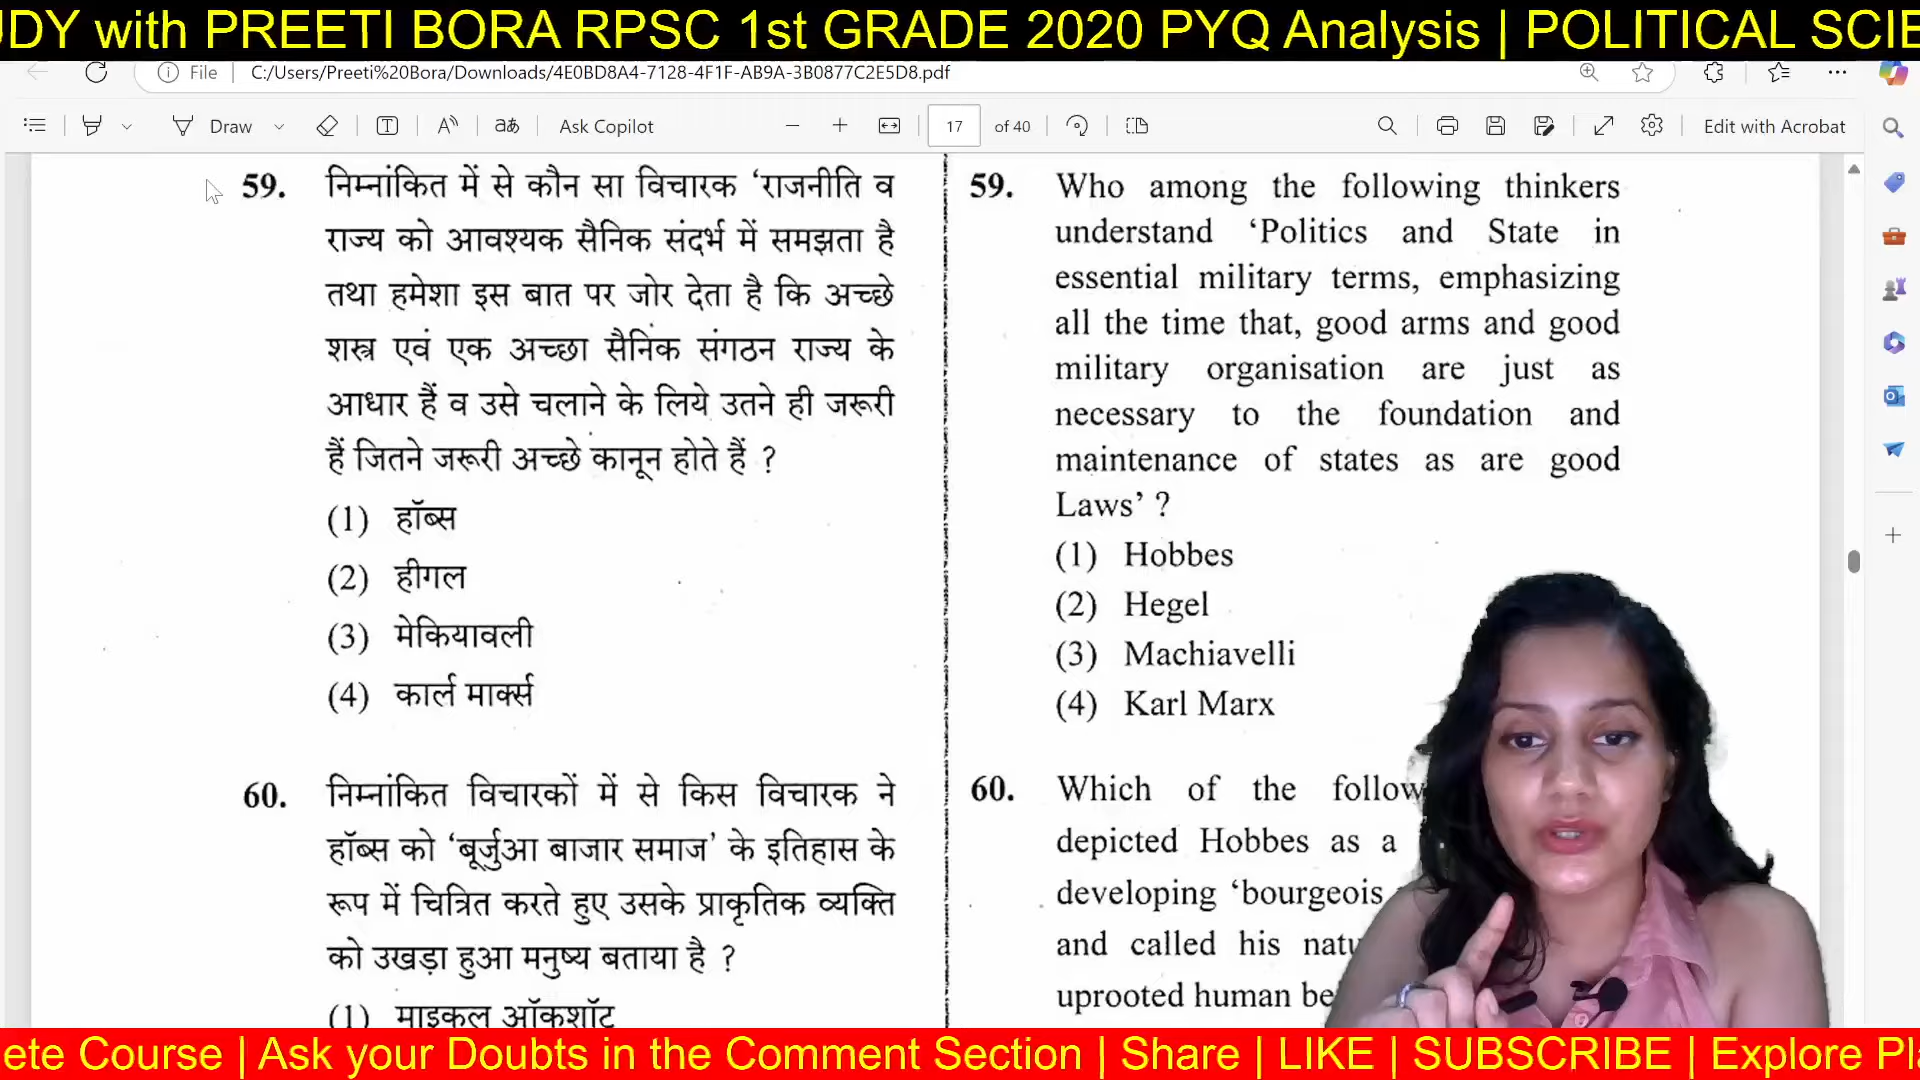 UDY with PREETI BORA RPSC 1st GRADE 2020 PYQ Analysis | POLITICAL SCIE
File | C:/Users/Preeti%20Bora/Downloads/4E0BD8A4-7128-4F1F-AB9A-3B0877C2E5D8.pdf
Draw Ask Copilot 17 of 40 Edit with Acrobat
59. निम्नांकित में से कौन सा विचारक ‘राजनीति व
राज्य को आवश्यक सैनिक संदर्भ में समझता है
तथा हमेशा इस बात पर जोर देता है कि अच्छे
शस्त्र एवं एक अच्छा सैनिक संगठन राज्य के
आधार हैं व उसे चलाने के लिये उतने ही जरूरी
हैं जितने जरूरी अच्छे कानून होते हैं ?
(1) हॉब्स
(2) हीगल
(3) मेकियावली
(4) कार्ल मार्क्स
60. निम्नांकित विचारकों में से किस विचारक ने
हॉब्स को ‘बूर्जुआ बाजार समाज’ के इतिहास के
रूप में चित्रित करते हुए उसके प्राकृतिक व्यक्ति
को उखड़ा हुआ मनुष्य बताया है ?
(1) माइकल ऑकशॉट
59. Who among the following thinkers
understand ‘Politics and State in
essential military terms, emphasizing
all the time that, good arms and good
military organisation are just as
necessary to the foundation and
maintenance of states as are good
Laws’ ?
(1) Hobbes
(2) Hegel
(3) Machiavelli
(4) Karl Marx
60. Which of the follow
depicted Hobbes as a
developing ‘bourgeois
and called his natu
uprooted human be
ete Course | Ask your Doubts in the Comment Section | Share | LIKE | SUBSCRIBE | Explore Pl